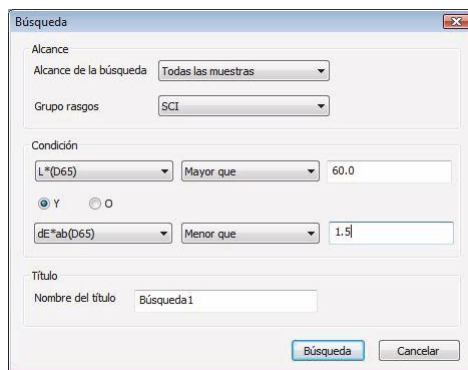 Búsqueda
Alcance
Alcance de la búsqueda Todas las muestras
Grupo rasgos SCI
Condición
L*(D65) Mayor que 60.0
Y O
dE*ab(D65) Menor que 1.5
Título
Nombre del título Búsqueda1
Búsqueda Cancelar